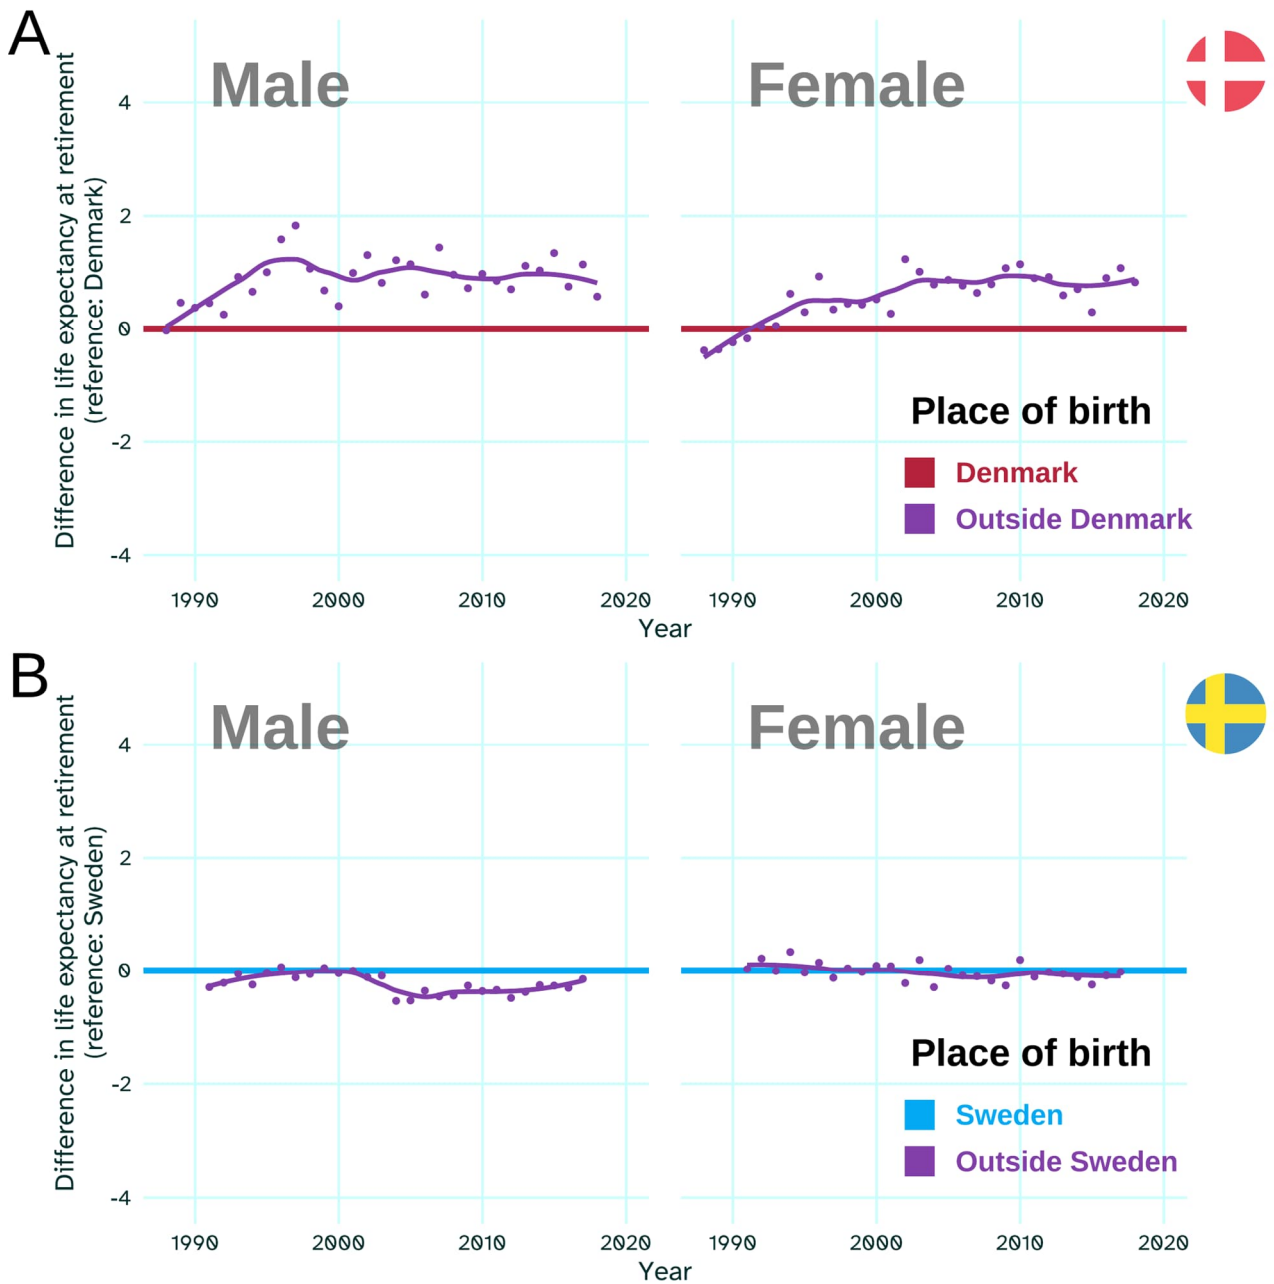 A
Difference in life expectancy at retirement
(reference: Denmark)
Male
Female
4
2
0
-2
-4
Place of birth
Denmark
Outside Denmark
1990 2000 2010 2020 1990 2000 2010 2020
Year
B
Difference in life expectancy at retirement
(reference: Sweden)
Male
Female
4
2
0
-2
-4
Place of birth
Sweden
Outside Sweden
1990 2000 2010 2020 1990 2000 2010 2020
Year